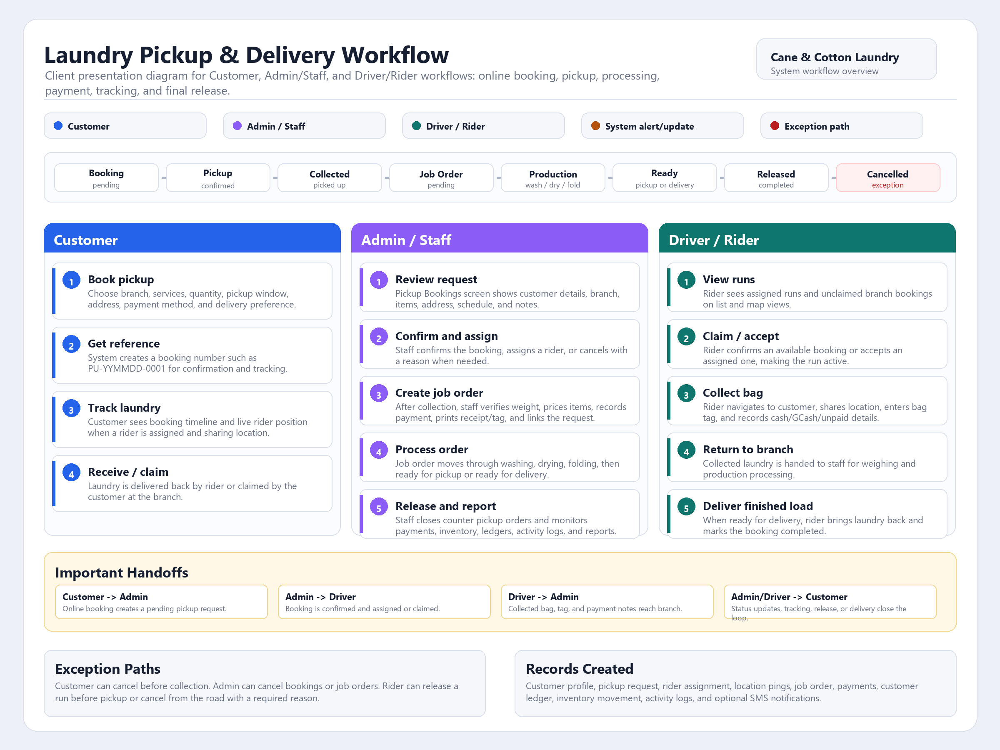 Laundry Pickup & Delivery Workflow
Client presentation diagram for Customer, Admin/Staff, and Driver/Rider workflows: online booking, pickup, processing,
payment, tracking, and final release.
Cane & Cotton Laundry
System workflow overview
Customer
Admin / Staff
Driver / Rider
System alert/update
Exception path
Booking
pending
Pickup
confirmed
Collected
picked up
Job Order
pending
Production
wash / dry / fold
Ready
pickup or delivery
Released
completed
Cancelled
exception
Customer
1
Book pickup
Choose branch, services, quantity, pickup window,
address, payment method, and delivery preference.
2
Get reference
System creates a booking number such as
PU-YYMMDD-0001 for confirmation and tracking.
3
Track laundry
Customer sees booking timeline and live rider position
when a rider is assigned and sharing location.
4
Receive / claim
Laundry is delivered back by rider or claimed by the
customer at the branch.
Admin / Staff
1
Review request
Pickup Bookings screen shows customer details, branch,
items, address, schedule, and notes.
2
Confirm and assign
Staff confirms the booking, assigns a rider, or cancels with
a reason when needed.
3
Create job order
After collection, staff verifies weight, prices items, records
payment, prints receipt/tag, and links the request.
4
Process order
Job order moves through washing, drying, folding, then
ready for pickup or ready for delivery.
5
Release and report
Staff closes counter pickup orders and monitors
payments, inventory, ledgers, activity logs, and reports.
Driver / Rider
1
View runs
Rider sees assigned runs and unclaimed branch bookings
on list and map views.
2
Claim / accept
Rider confirms an available booking or accepts an
assigned one, making the run active.
3
Collect bag
Rider navigates to customer, shares location, enters bag
tag, and records cash/GCash/unpaid details.
4
Return to branch
Collected laundry is handed to staff for weighing and
production processing.
5
Deliver finished load
When ready for delivery, rider brings laundry back and
marks the booking completed.
Important Handoffs
Customer -> Admin
Online booking creates a pending pickup request.
Admin -> Driver
Booking is confirmed and assigned or claimed.
Driver -> Admin
Collected bag, tag, and payment notes reach branch.
Admin/Driver -> Customer
Status updates, tracking, release, or delivery close the
loop.
Exception Paths
Customer can cancel before collection. Admin can cancel bookings or job orders. Rider can release a
run before pickup or cancel from the road with a required reason.
Records Created
Customer profile, pickup request, rider assignment, location pings, job order, payments, customer
ledger, inventory movement, activity logs, and optional SMS notifications.